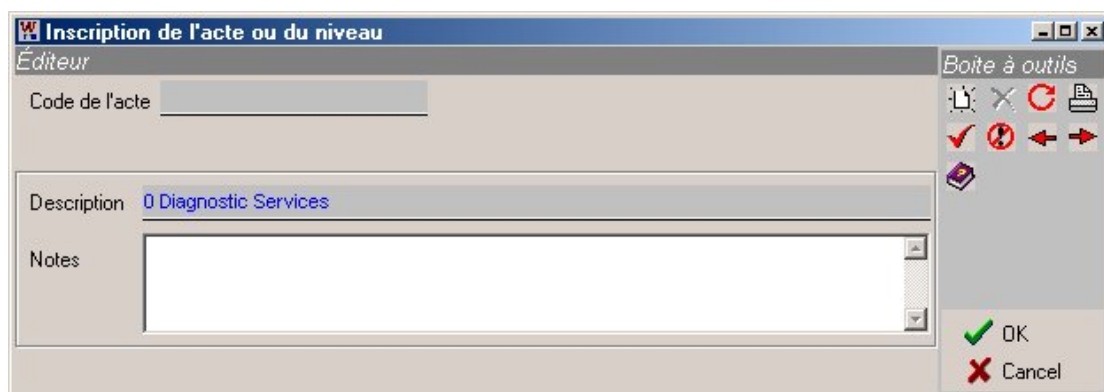 Inscription de l'acte ou du niveau
Éditeur
Boite à outils
Code de l'acte
Description 0 Diagnostic Services
Notes
OK
Cancel